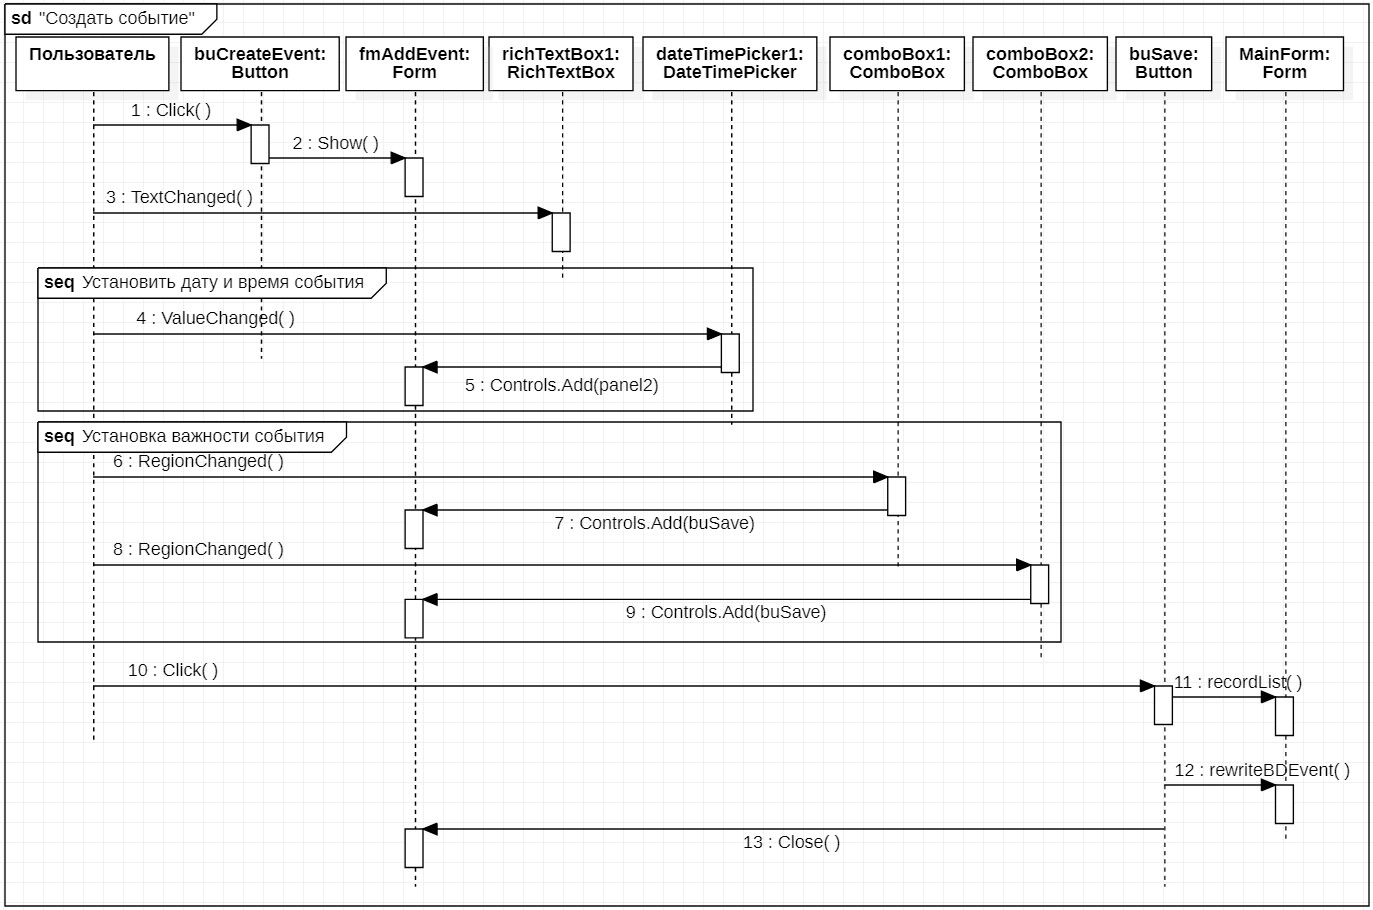 sd "Создать событие"
Пользователь
buCreateEvent:
Button
fmAddEvent:
Form
richTextBox1:
RichTextBox
dateTimePicker1:
DateTimePicker
comboBox1:
ComboBox
comboBox2:
ComboBox
buSave:
Button
MainForm:
Form
1 : Click( )
2 : Show( )
3 : TextChanged( )
seq Установить дату и время события
4 : ValueChanged( )
5 : Controls.Add(panel2)
seq Установка важности события
6 : RegionChanged( )
7 : Controls.Add(buSave)
8 : RegionChanged( )
9 : Controls.Add(buSave)
10 : Click( )
11 : recordList( )
12 : rewriteBDEvent( )
13 : Close( )